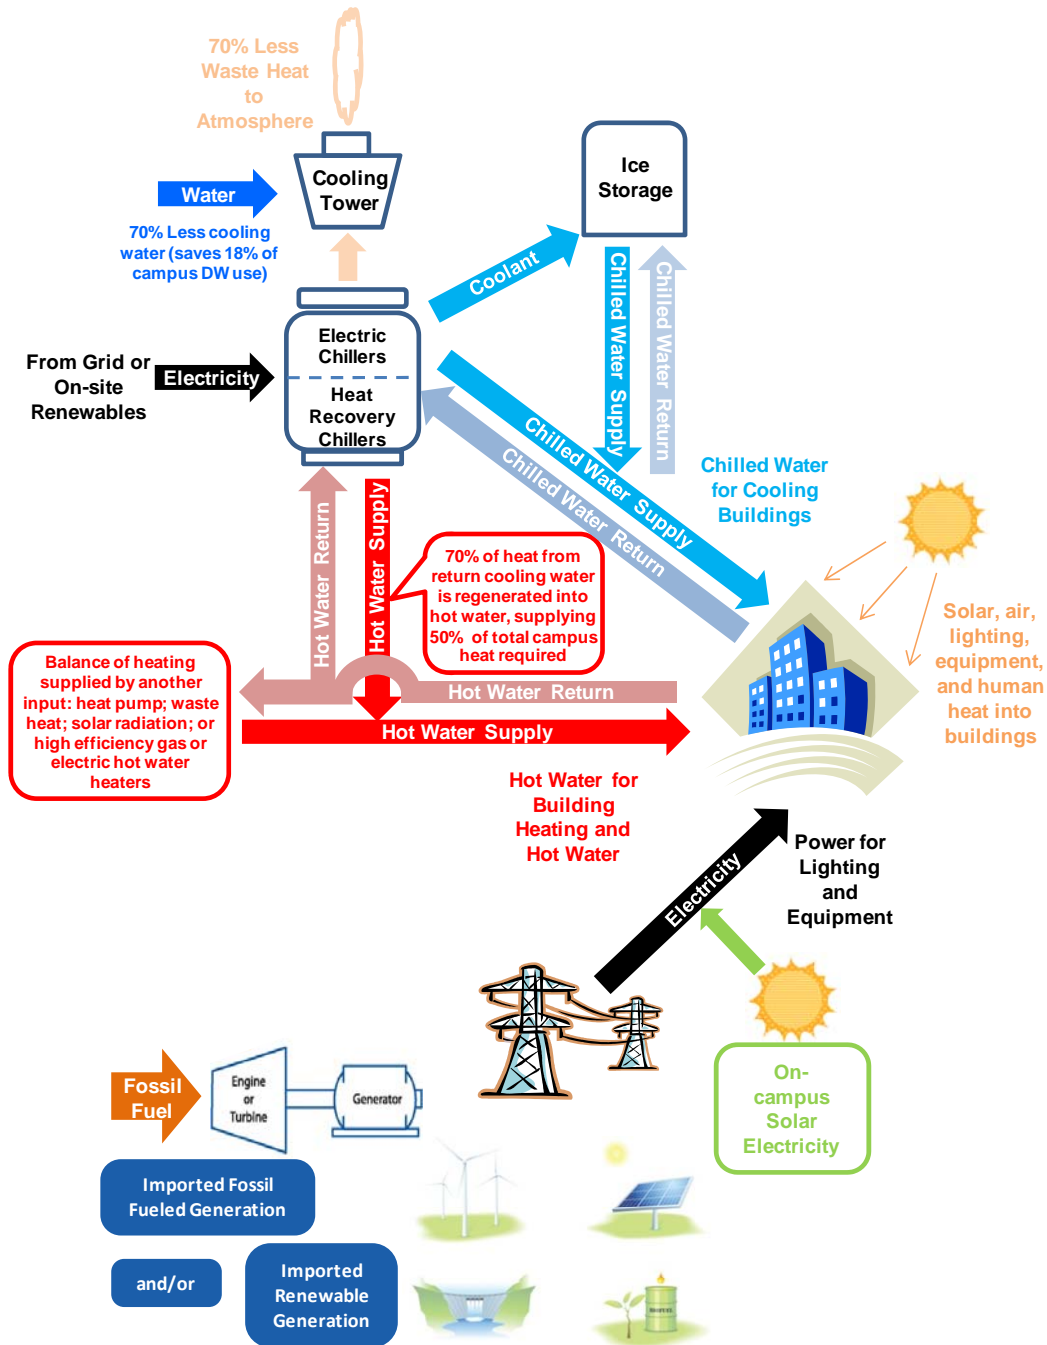 70% Less
Waste Heat
to
Atmosphere
Cooling
Tower
Water
70% Less cooling
water (saves 18% of
campus DW use)
Ice
Storage
Coolant
Chilled Water Supply
Chilled Water Return
Electric
Chillers
Heat
Recovery
Chillers
From Grid or
On-site
Renewables
Electricity
Chilled Water Supply
Chilled Water Return
Chilled Water
for Cooling
Buildings
Hot Water Return
Hot Water Supply
70% of heat from
return cooling water
is regenerated into
hot water, supplying
50% of total campus
heat required
Solar, air,
lighting,
equipment,
and human
heat into
buildings
Balance of heating
supplied by another
input: heat pump; waste
heat; solar radiation; or
high efficiency gas or
electric hot water
heaters
Hot Water Return
Hot Water Supply
Hot Water for
Building
Heating and
Hot Water
Electricity
Power for
Lighting
and
Equipment
On-
campus
Solar
Electricity
Fossil
Fuel
Engine
or
Turbine
Generator
Imported Fossil
Fueled Generation
and/or
Imported
Renewable
Generation
BIOFUEL